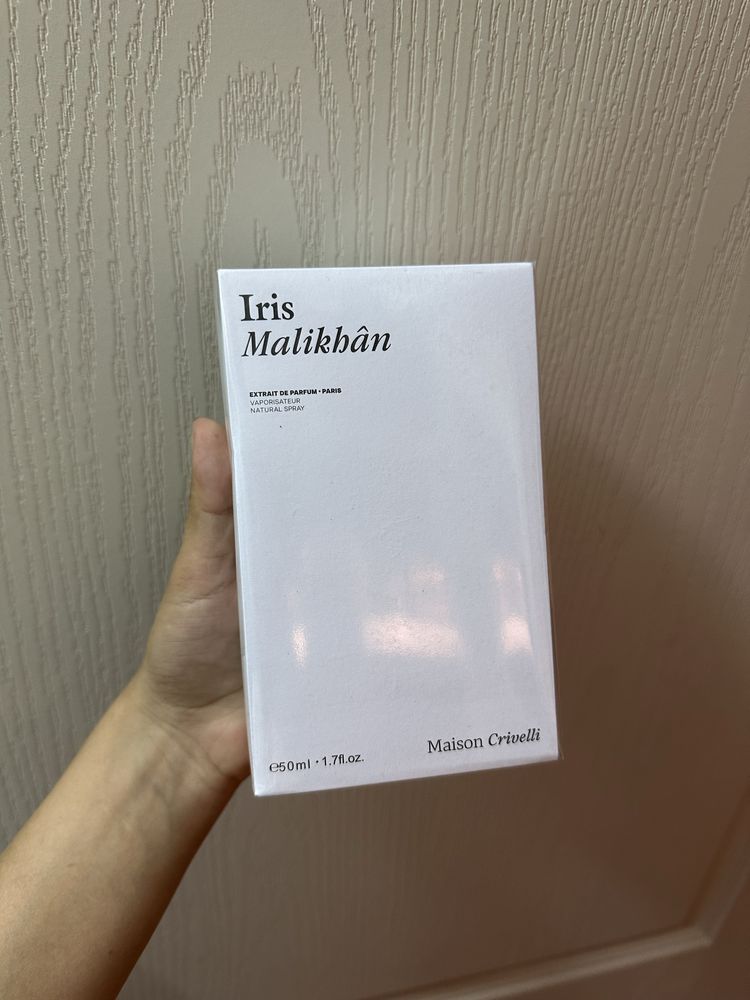 Iris
Malikhân
EXTRAIT DE PARFUM • PARIS
VAPORISATEUR
NATURAL SPRAY
℮50ml • 1.7fl.oz.
Maison Crivelli